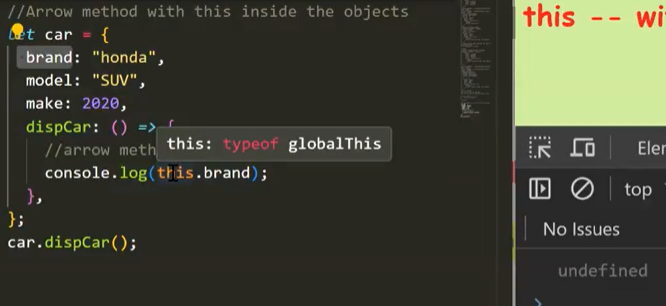 //Arrow method with this inside the objects
let car = {
brand: "honda",
model: "SUV",
make: 2020,
dispCar: () => {
this: typeof globalThis
//arrow meth
console.log(this.brand);
},
};
car.dispCar();
this -- wi
Eler
top
No Issues
undefined